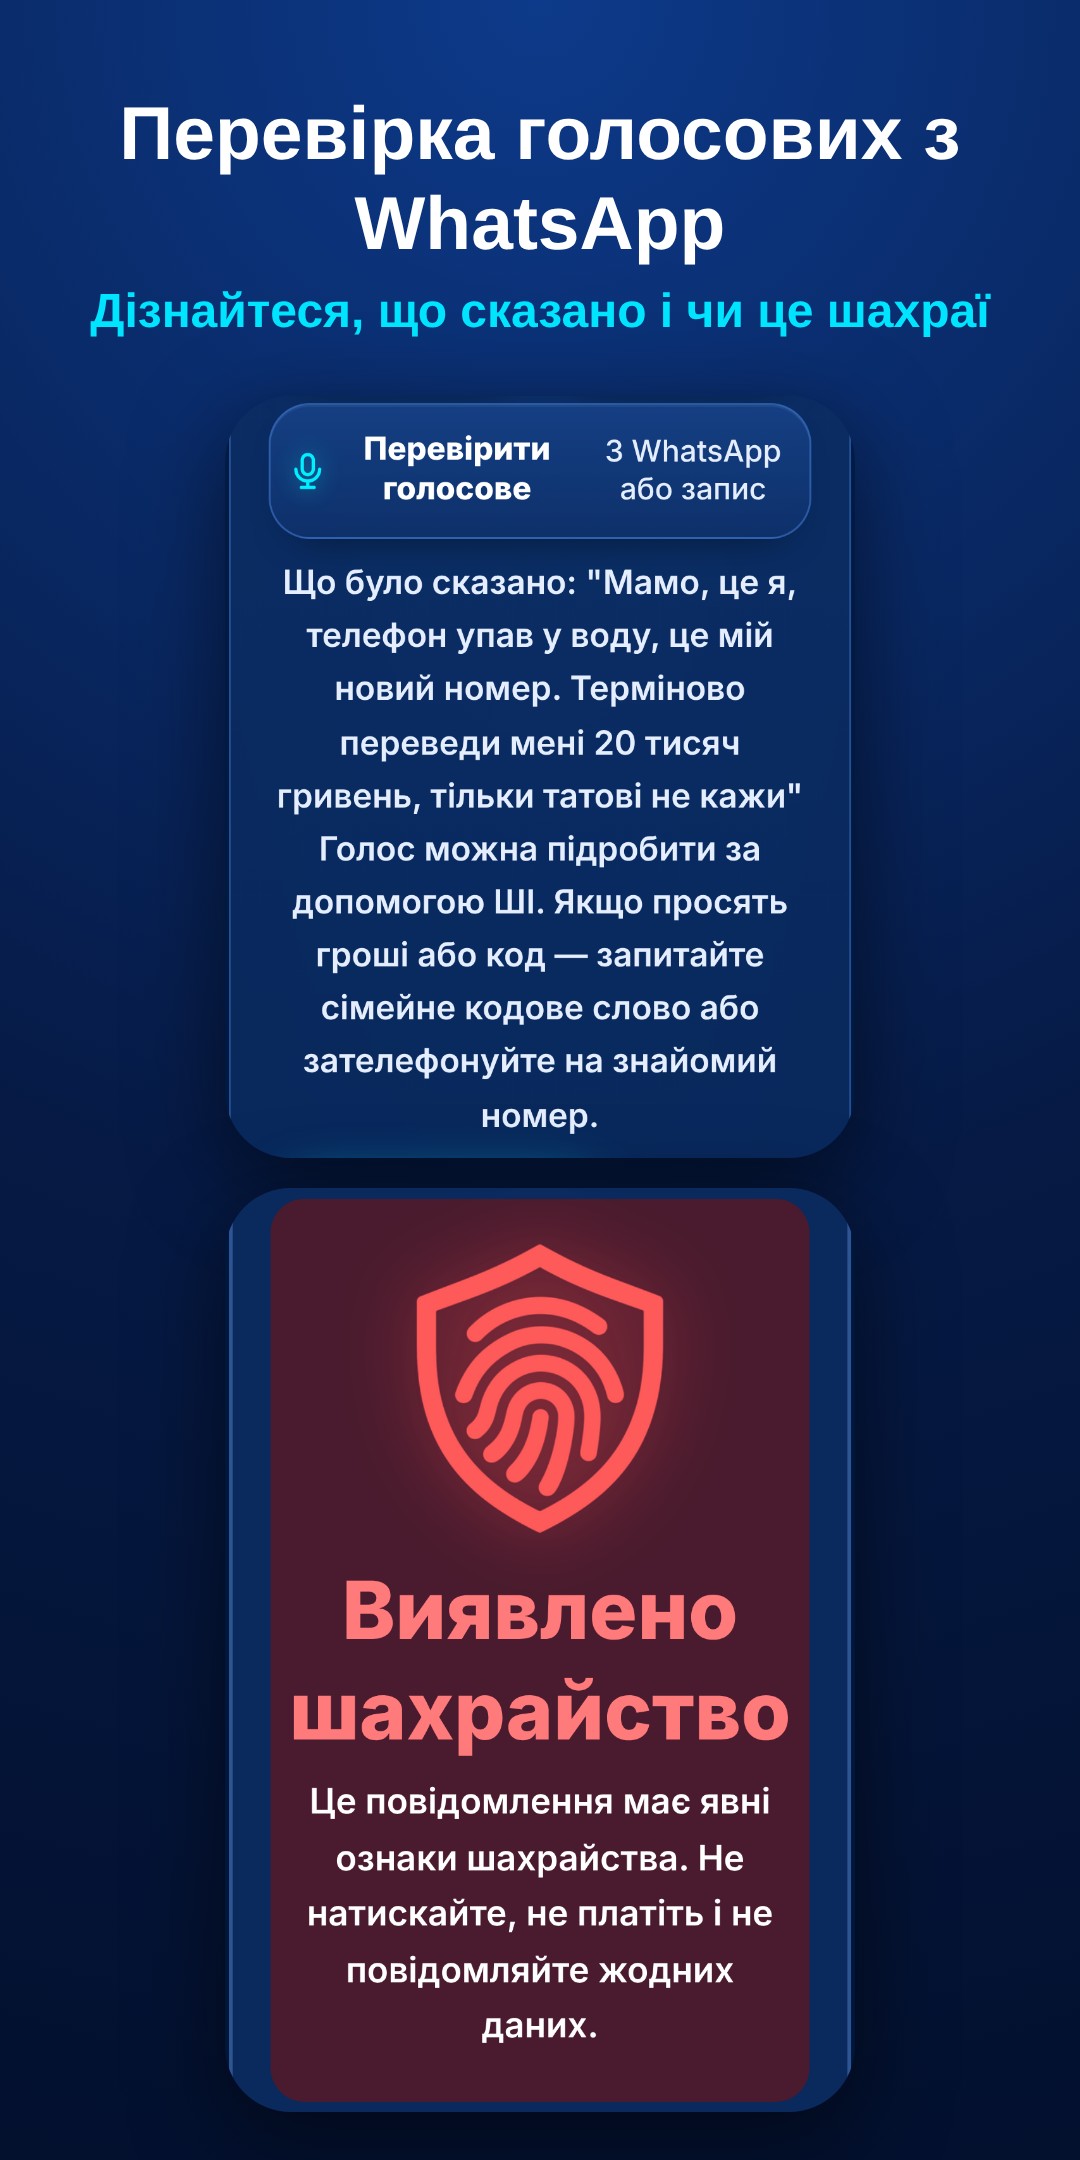 Перевірка голосових з
WhatsApp
Дізнайтеся, що сказано і чи це шахраї
Перевірити
голосове
З WhatsApp
або запис
Що було сказано: "Мамо, це я,
телефон упав у воду, це мій
новий номер. Терміново
переведи мені 20 тисяч
гривень, тільки татові не кажи"
Голос можна підробити за
допомогою ШІ. Якщо просять
гроші або код — запитайте
сімейне кодове слово або
зателефонуйте на знайомий
номер.
Виявлено
шахрайство
Це повідомлення має явні
ознаки шахрайства. Не
натискайте, не платіть і не
повідомляйте жодних
даних.